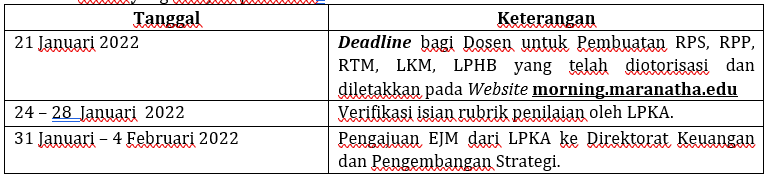 Tanggal Keterangan
21 Januari 2022 Deadline bagi Dosen untuk Pembuatan RPS, RPP,
RTM, LKM, LPHB yang telah diotorisasi dan
diletakkan pada Website morning.maranatha.edu
24 – 28 Januari 2022 Verifikasi isian rubrik penilaian oleh LPKA.
31 Januari – 4 Februari 2022 Pengajuan EJM dari LPKA ke Direktorat Keuangan
dan Pengembangan Strategi.